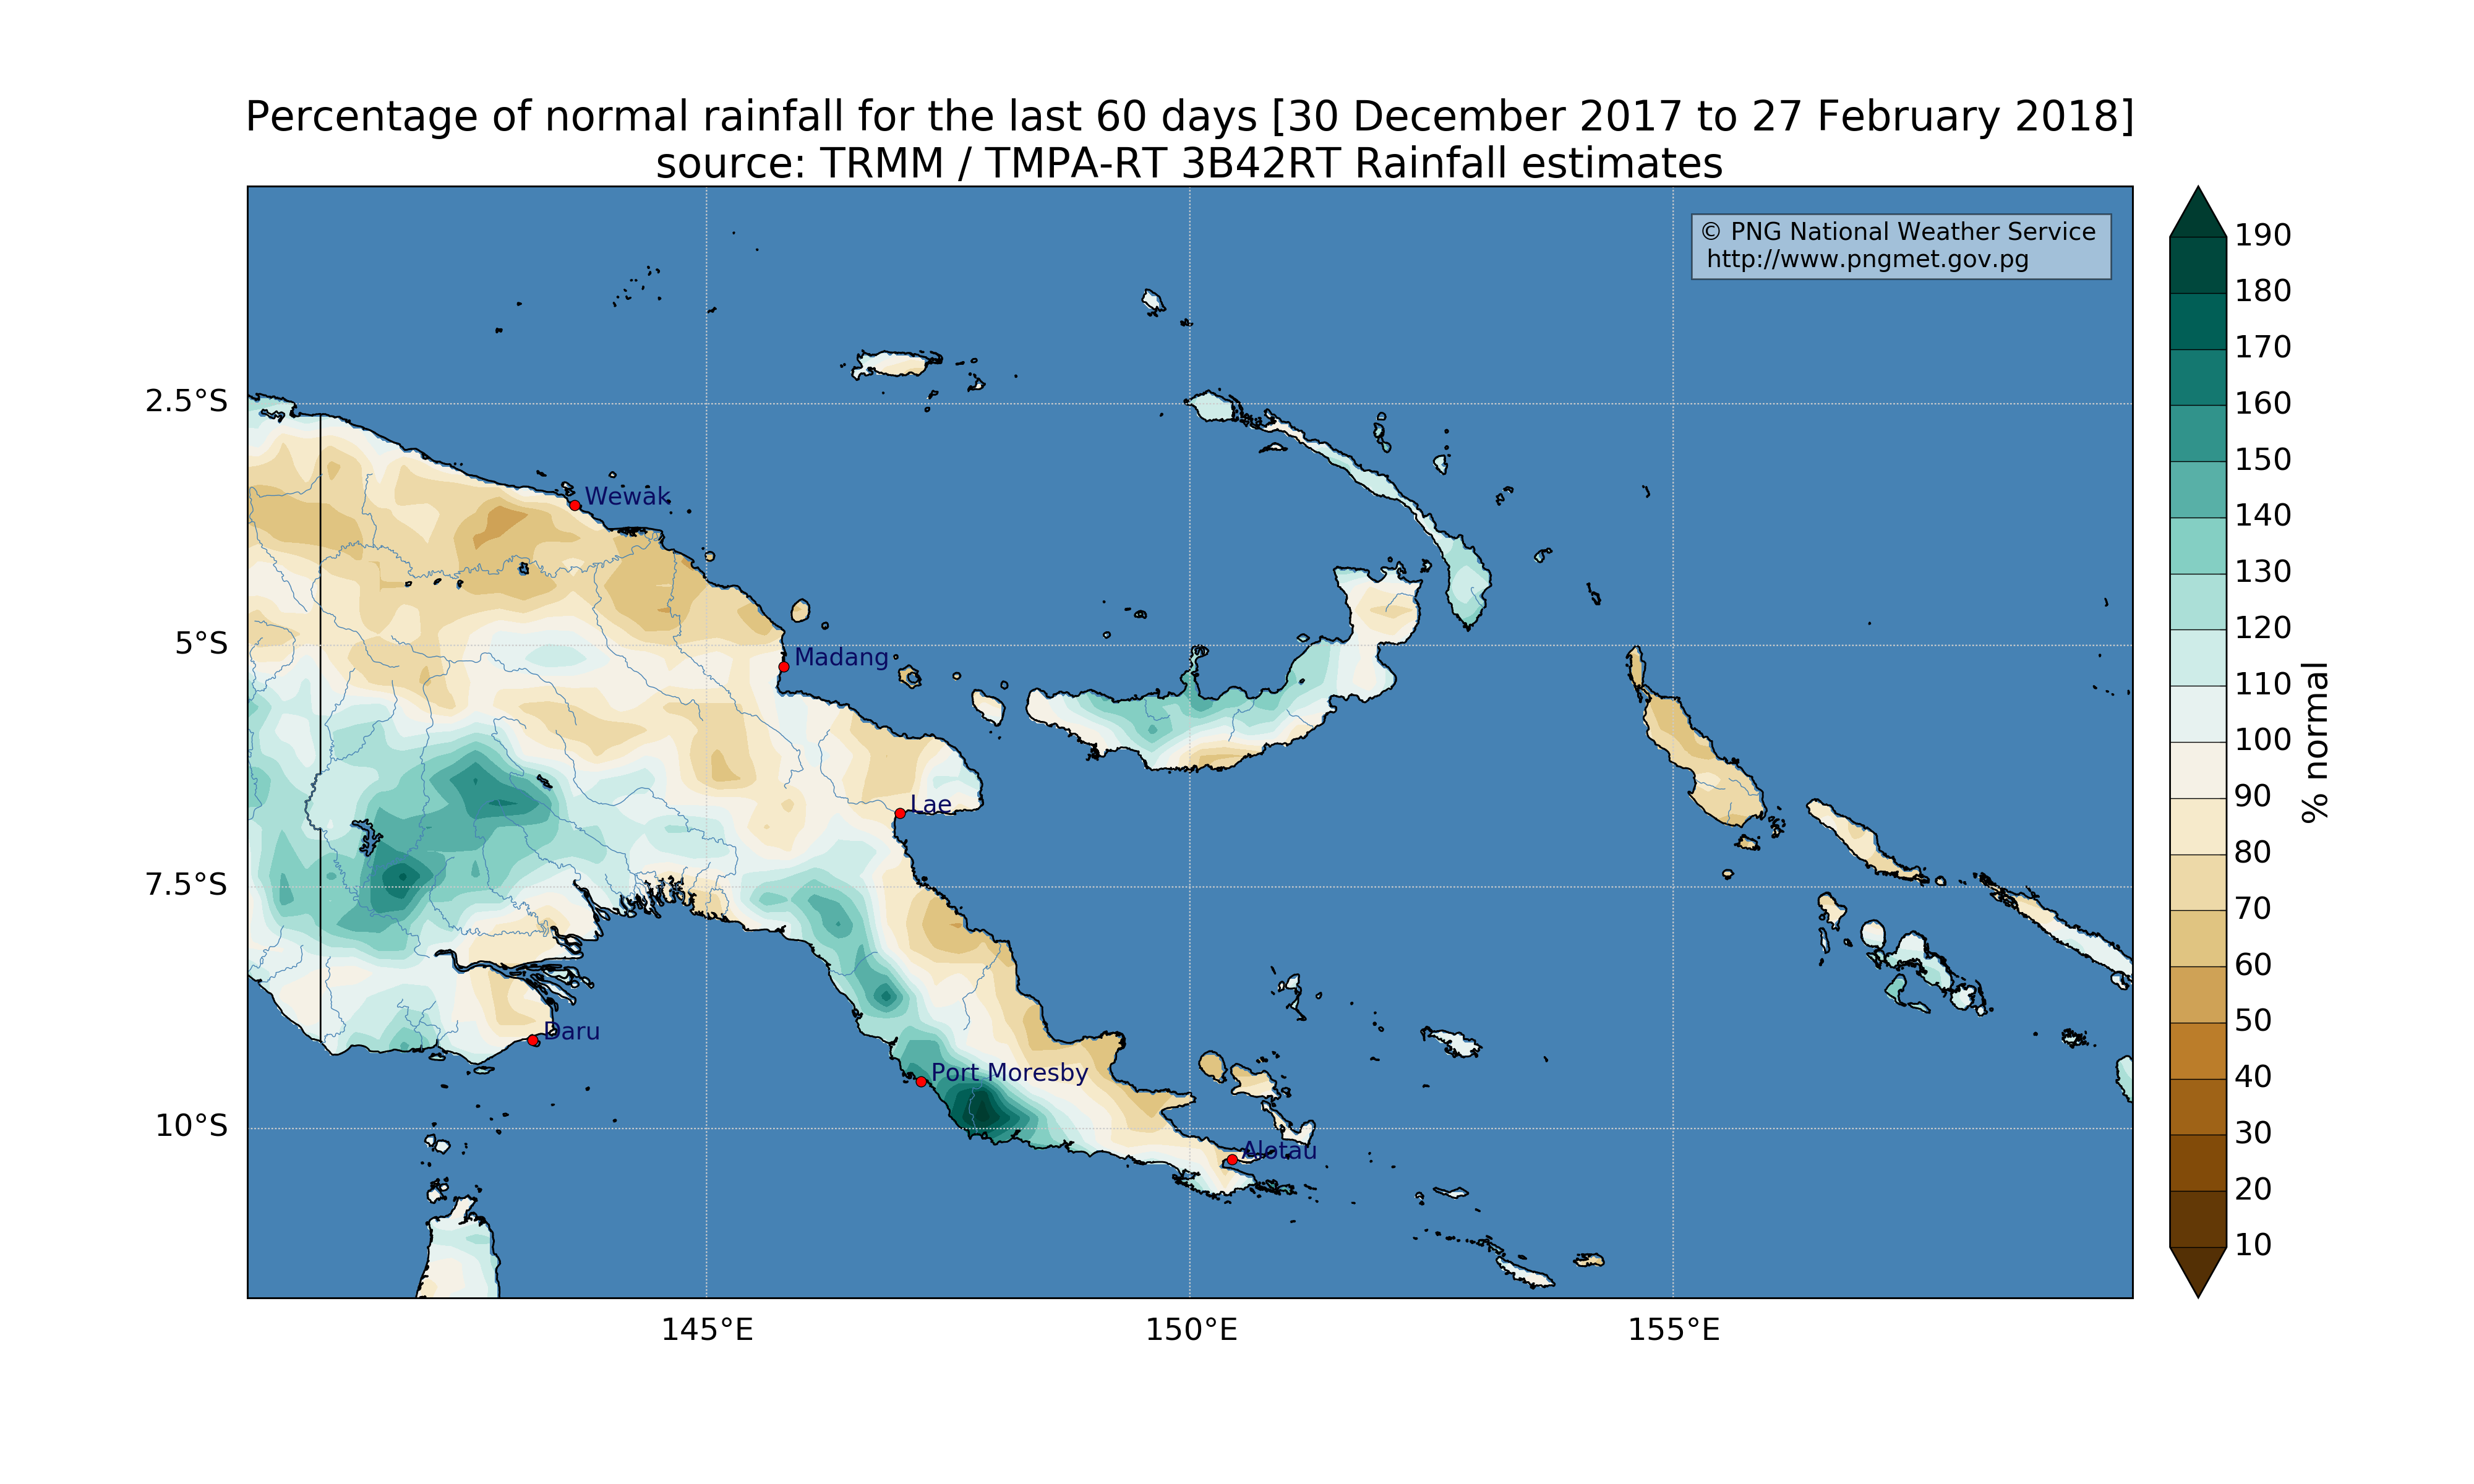 Percentage of normal rainfall for the last 60 days [30 December 2017 to 27 February 2018]
source: TRMM / TMPA-RT 3B42RT Rainfall estimates
© PNG National Weather Service
http://www.pngmet.gov.pg
2.5°S
5°S
7.5°S
10°S
145°E
150°E
155°E
Wewak
Madang
Lae
Daru
Port Moresby
Alotau
190
180
170
160
150
140
130
120
110
100
90
80
70
60
50
40
30
20
10
% normal